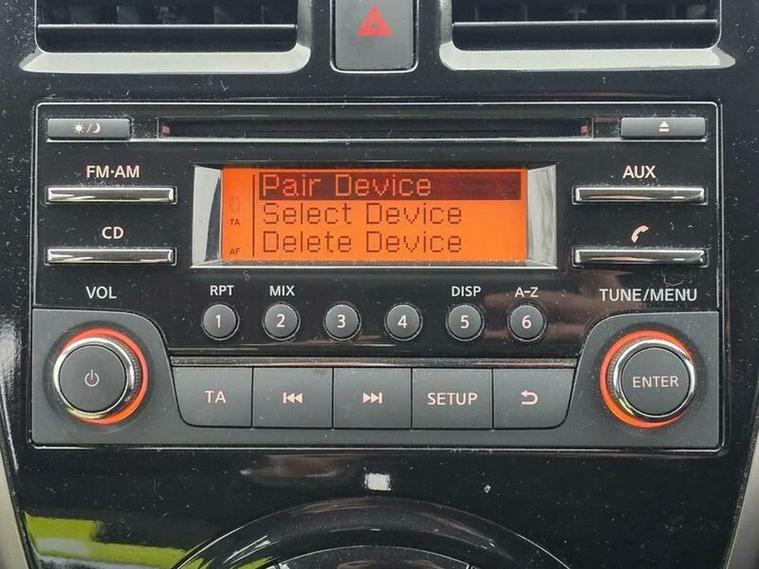 FM·AM
CD
VOL
TA
AF
Pair Device
Select Device
Delete Device
AUX
TUNE/MENU
RPT
MIX
DISP
A-Z
1
2
3
4
5
6
TA
SETUP
ENTER